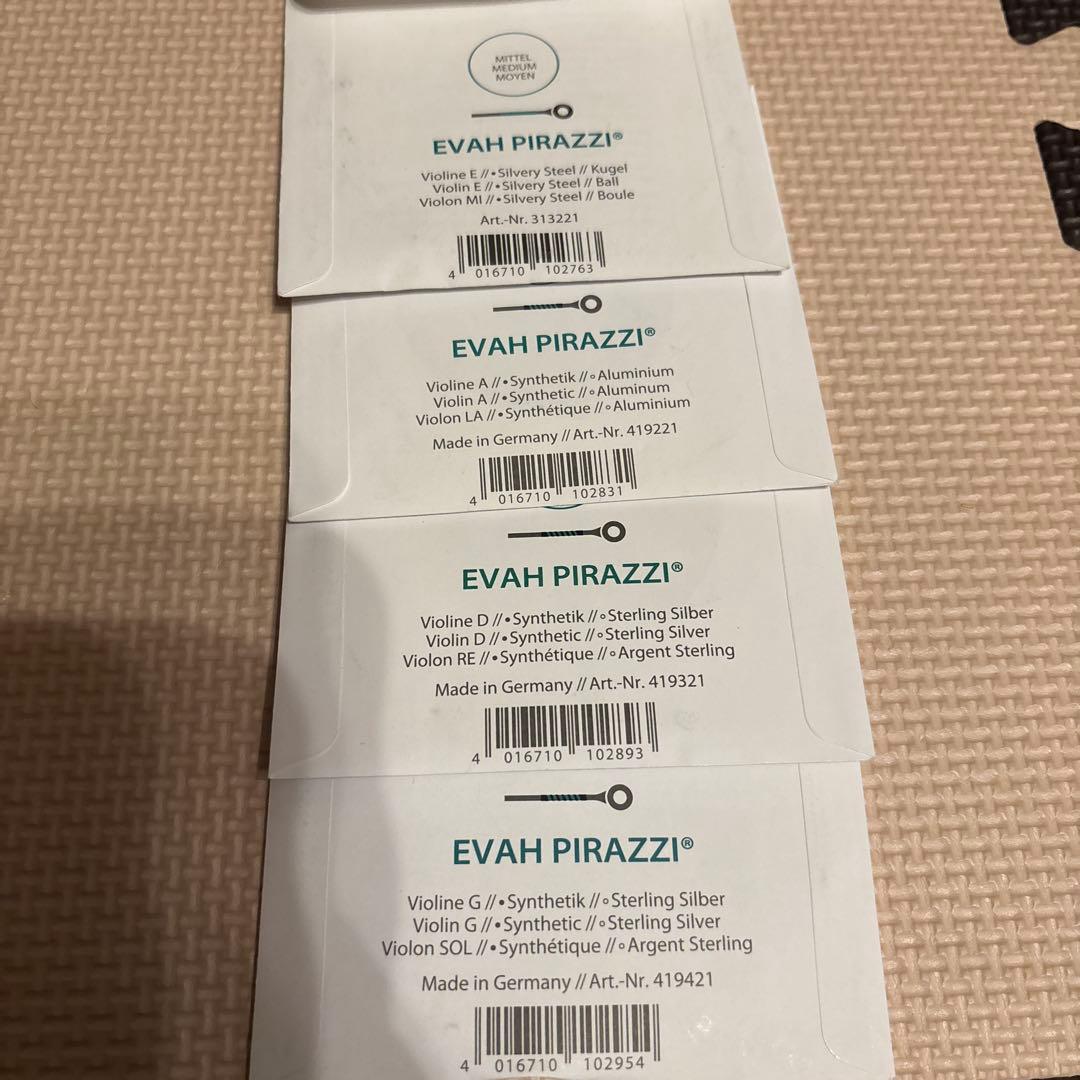 MITTEL
MEDIUM
MOYEN
EVAH PIRAZZI®
Violine E //•Silvery Steel // Kugel
Violin E //•Silvery Steel // Ball
Violon MI //•Silvery Steel // Boule
Art.-Nr. 313221
4 016710 102763
EVAH PIRAZZI®
Violine A //•Synthetik //∘Aluminium
Violin A //•Synthetic //∘Aluminum
Violon LA //•Synthétique //∘Aluminium
Made in Germany // Art.-Nr. 419221
4 016710 102831
EVAH PIRAZZI®
Violine D //•Synthetik //∘Sterling Silber
Violin D //•Synthetic //∘Sterling Silver
Violon RE //•Synthétique //∘Argent Sterling
Made in Germany // Art.-Nr. 419321
4 016710 102893
EVAH PIRAZZI®
Violine G //•Synthetik //∘Sterling Silber
Violin G //•Synthetic //∘Sterling Silver
Violon SOL //•Synthétique //∘Argent Sterling
Made in Germany // Art.-Nr. 419421
4 016710 102954